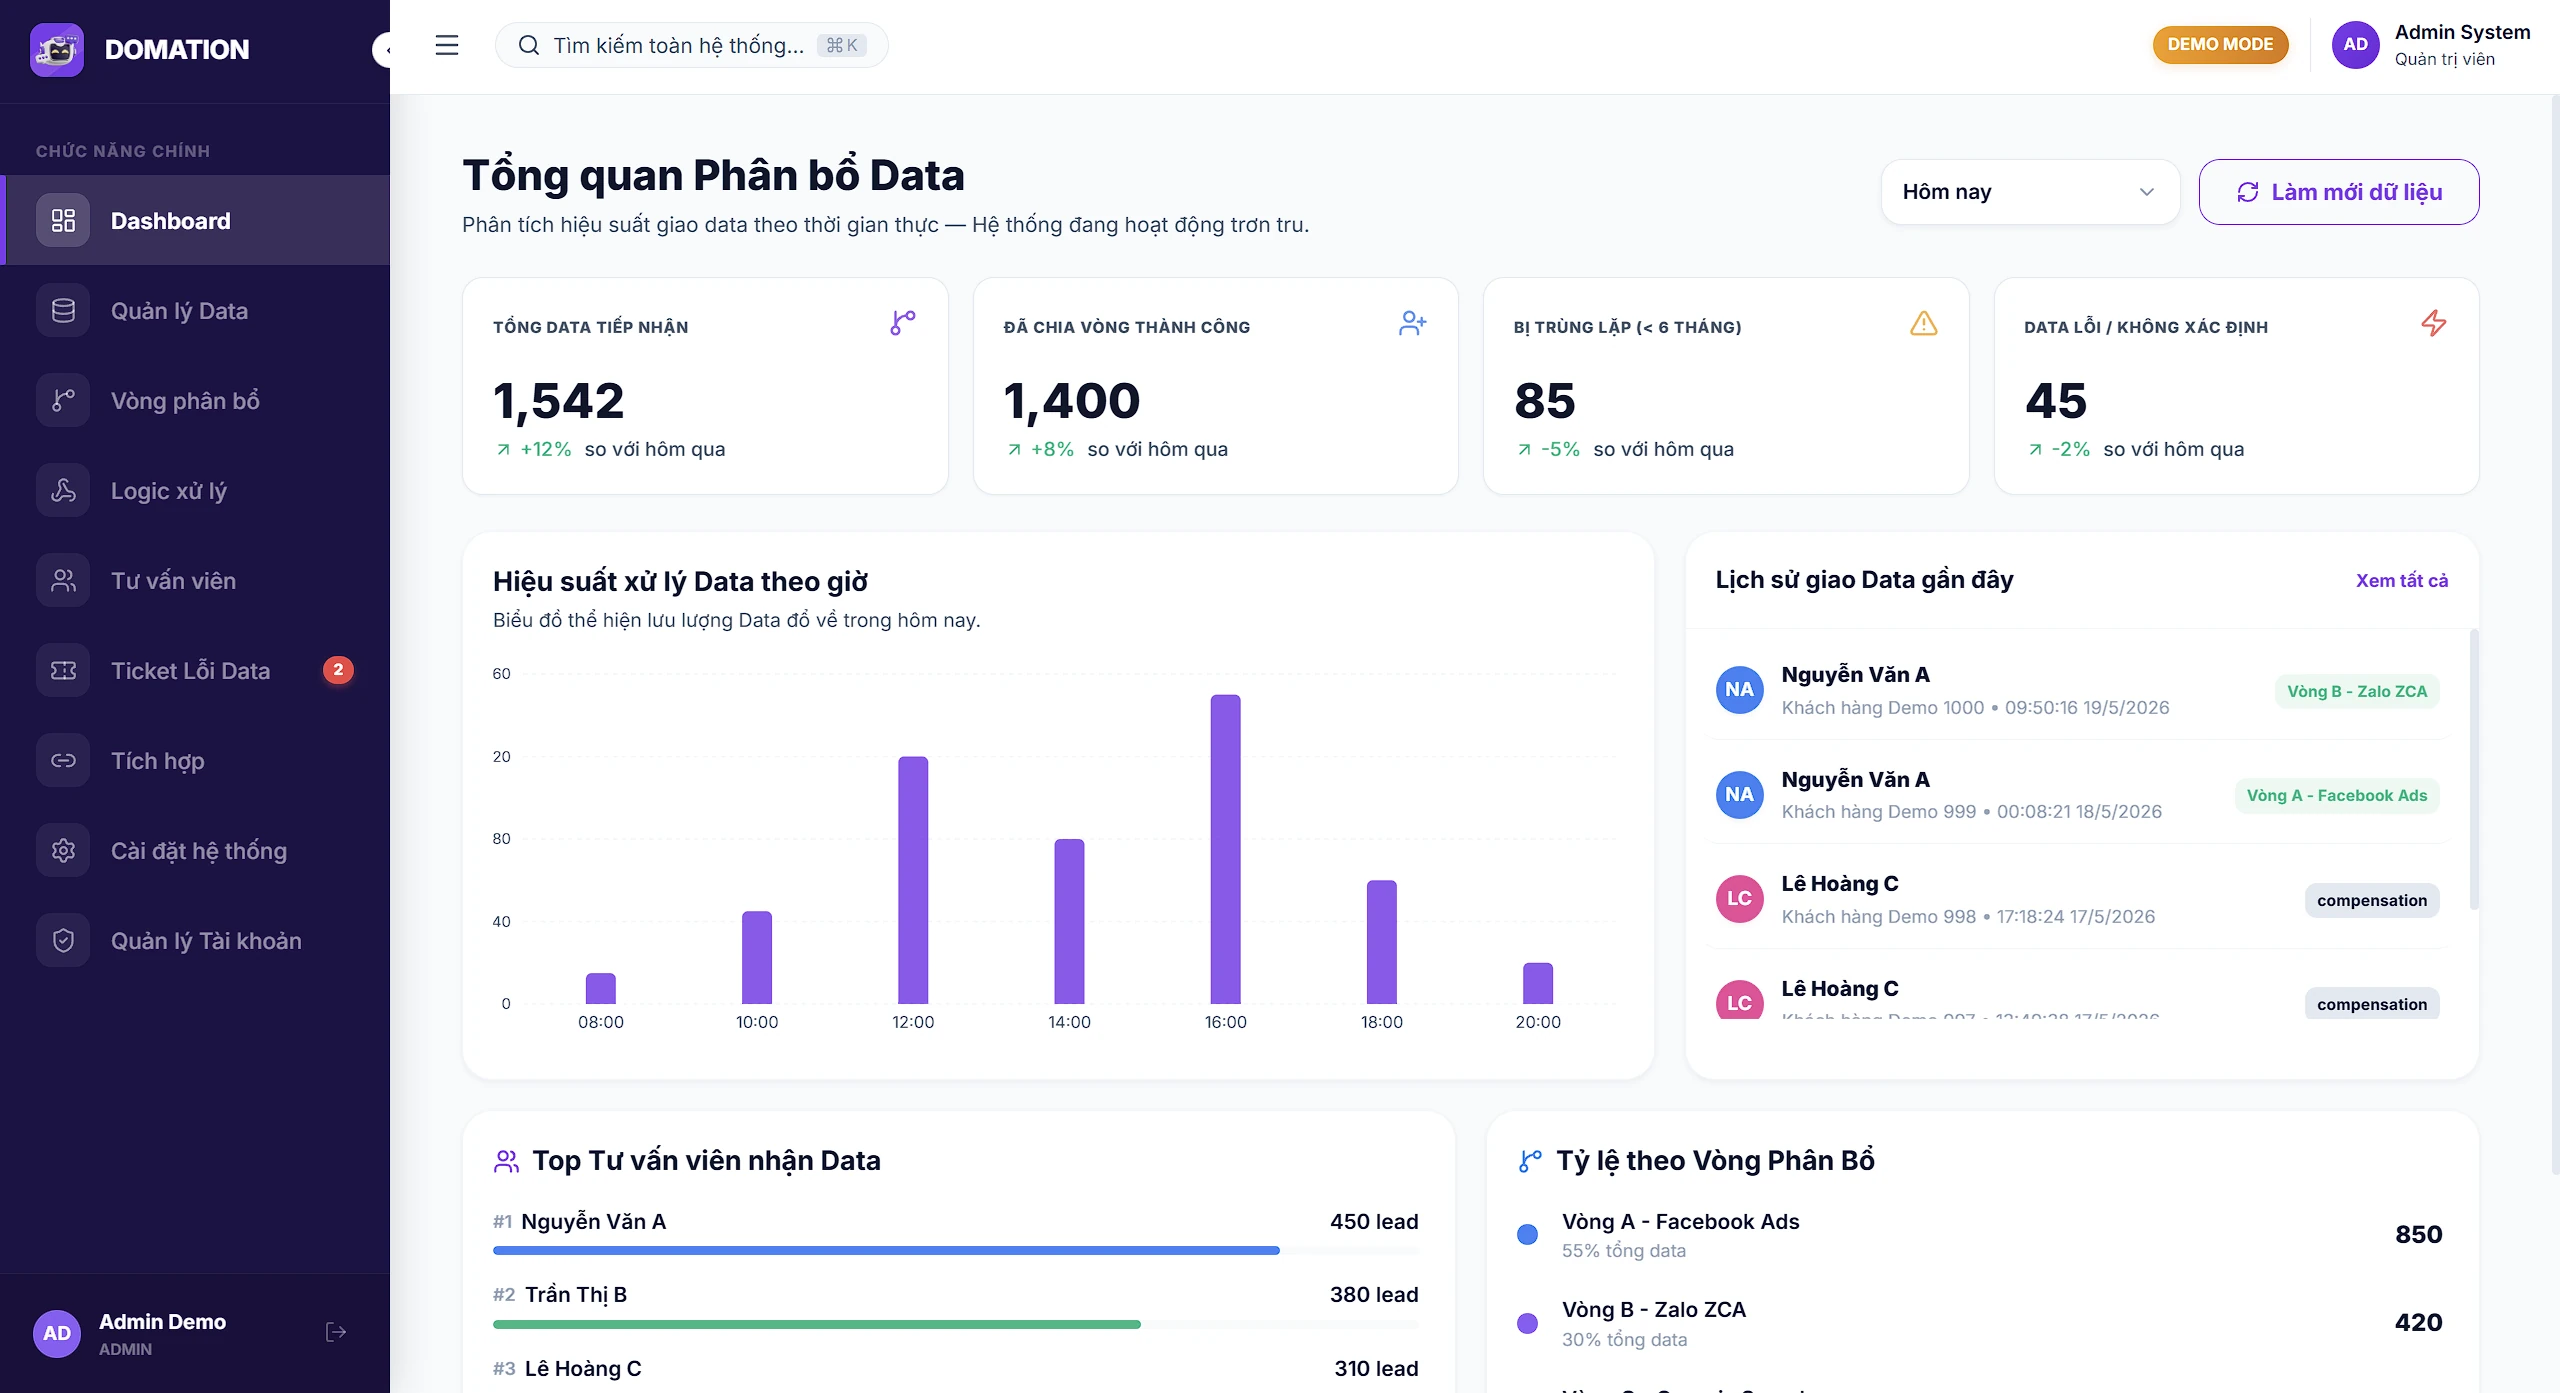 DOMATION
Tìm kiếm toàn hệ thống... ⌘ K
DEMO MODE
AD
Admin System
Quản trị viên
CHỨC NĂNG CHÍNH
Dashboard
Quản lý Data
Vòng phân bổ
Logic xử lý
Tư vấn viên
Ticket Lỗi Data 2
Tích hợp
Cài đặt hệ thống
Quản lý Tài khoản
AD
Admin Demo
ADMIN
Tổng quan Phân bổ Data
Phân tích hiệu suất giao data theo thời gian thực — Hệ thống đang hoạt động trơn tru.
Hôm nay
Làm mới dữ liệu
TỔNG DATA TIẾP NHẬN
1,542
+12% so với hôm qua
ĐÃ CHIA VÒNG THÀNH CÔNG
1,400
+8% so với hôm qua
BỊ TRÙNG LẶP (< 6 THÁNG)
85
-5% so với hôm qua
DATA LỖI / KHÔNG XÁC ĐỊNH
45
-2% so với hôm qua
Hiệu suất xử lý Data theo giờ
Biểu đồ thể hiện lưu lượng Data đổ về trong hôm nay.
60
20
80
40
0
08:00 10:00 12:00 14:00 16:00 18:00 20:00
Lịch sử giao Data gần đây
Xem tất cả
NA
Nguyễn Văn A
Khách hàng Demo 1000 • 09:50:16 19/5/2026
Vòng B - Zalo ZCA
NA
Nguyễn Văn A
Khách hàng Demo 999 • 00:08:21 18/5/2026
Vòng A - Facebook Ads
LC
Lê Hoàng C
Khách hàng Demo 998 • 17:18:24 17/5/2026
compensation
LC
Lê Hoàng C
compensation
Top Tư vấn viên nhận Data
#1 Nguyễn Văn A 450 lead
#2 Trần Thị B 380 lead
#3 Lê Hoàng C 310 lead
Tỷ lệ theo Vòng Phân Bổ
Vòng A - Facebook Ads
55% tổng data
850
Vòng B - Zalo ZCA
30% tổng data
420